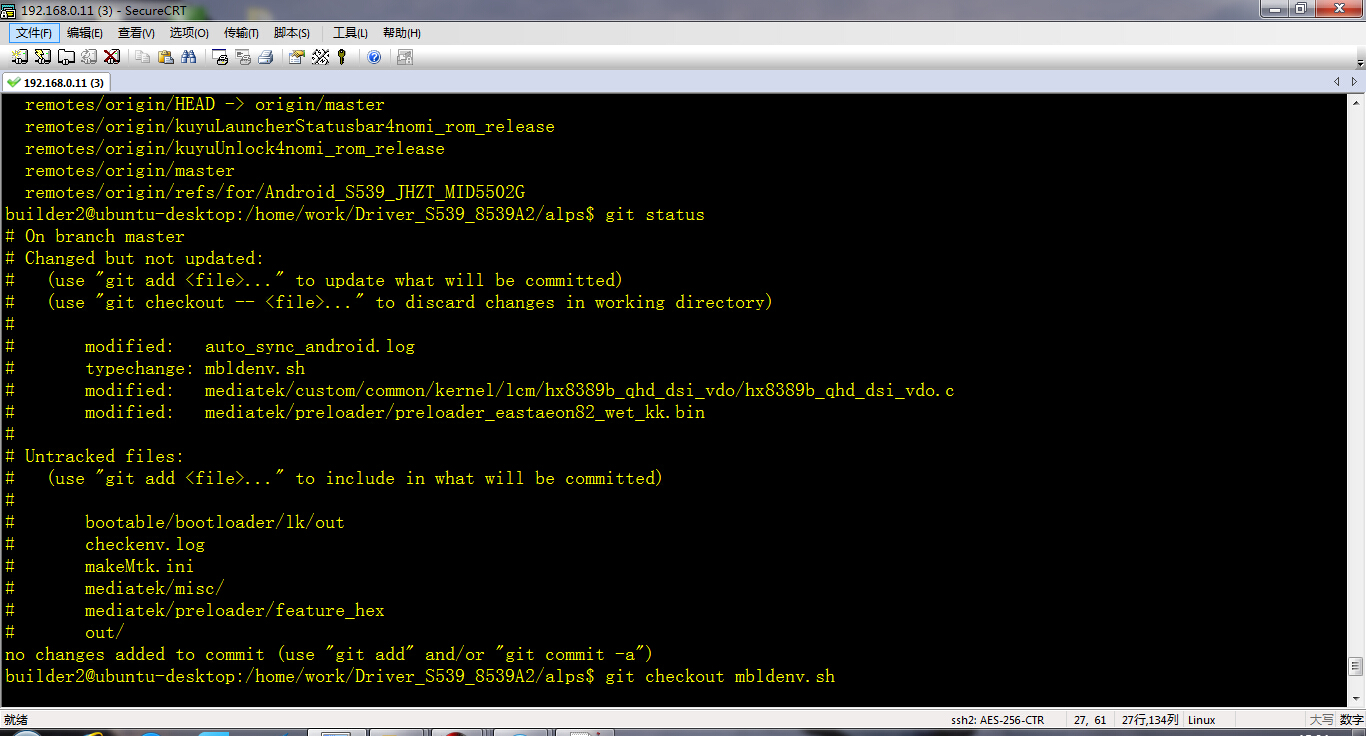 192.168.0.11 (3) - SecureCRT
文件(F) 编辑(E) 查看(V) 选项(O) 传输(T) 脚本(S) 工具(L) 帮助(H)
192.168.0.11 (3)
remotes/origin/HEAD -> origin/master
remotes/origin/kuyuLauncherStatusbar4nomi_rom_release
remotes/origin/kuyuUnlock4nomi_rom_release
remotes/origin/master
remotes/origin/refs/for/Android_S539_JHZT_MID5502G
builder2@ubuntu-desktop:/home/work/Driver_S539_8539A2/alps$ git status
# On branch master
# Changed but not updated:
#   (use "git add <file>..." to update what will be committed)
#   (use "git checkout -- <file>..." to discard changes in working directory)
#
#       modified:   auto_sync_android.log
#       typechange: mbldenv.sh
#       modified:   mediatek/custom/common/kernel/lcm/hx8389b_qhd_dsi_vdo/hx8389b_qhd_dsi_vdo.c
#       modified:   mediatek/preloader/preloader_eastaeon82_wet_kk.bin
#
# Untracked files:
#   (use "git add <file>..." to include in what will be committed)
#
#       bootable/bootloader/lk/out
#       checkenv.log
#       makeMtk.ini
#       mediatek/misc/
#       mediatek/preloader/feature_hex
#       out/
no changes added to commit (use "git add" and/or "git commit -a")
builder2@ubuntu-desktop:/home/work/Driver_S539_8539A2/alps$ git checkout mbldenv.sh
就绪 ssh2: AES-256-CTR 27, 61 27行,134列 Linux 大写 数字